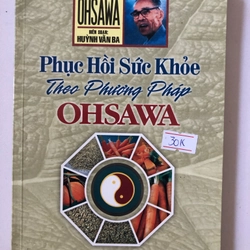 OHSAWA
BIÊN SOẠN:
HUỲNH VĂN BA
Phục Hồi Sức Khỏe
Theo Phương Pháp
OHSAWA
30K